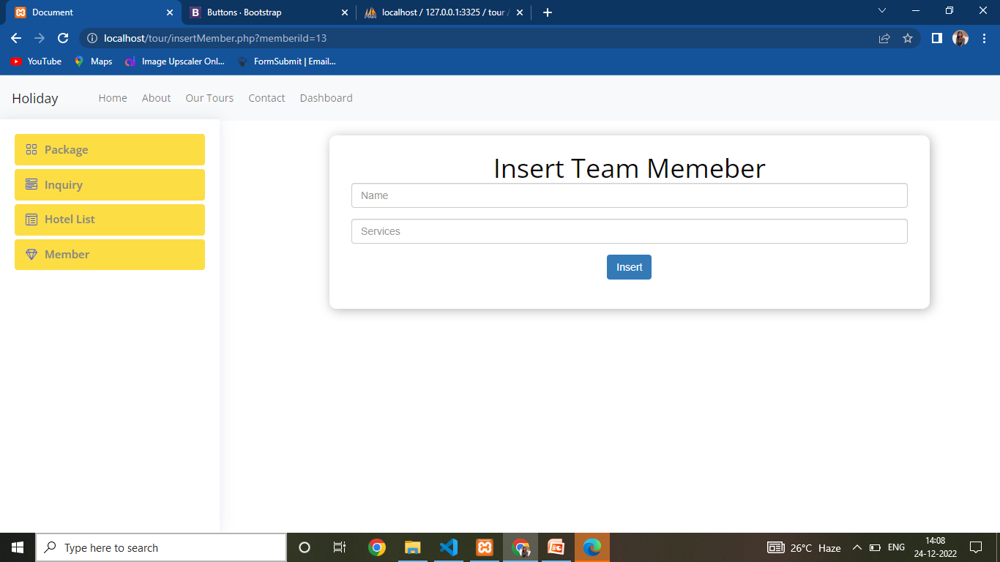 Document
Buttons · Bootstrap
localhost / 127.0.0.1:3325 / tour /
localhost/tour/insertMember.php?memberiId=13
YouTube
Maps
Image Upscaler Onl...
FormSubmit | Email...
Holiday
Home
About
Our Tours
Contact
Dashboard
Package
Inquiry
Hotel List
Member
Insert Team Memeber
Name
Services
Insert
Type here to search
26°C Haze
ENG
14:08
24-12-2022